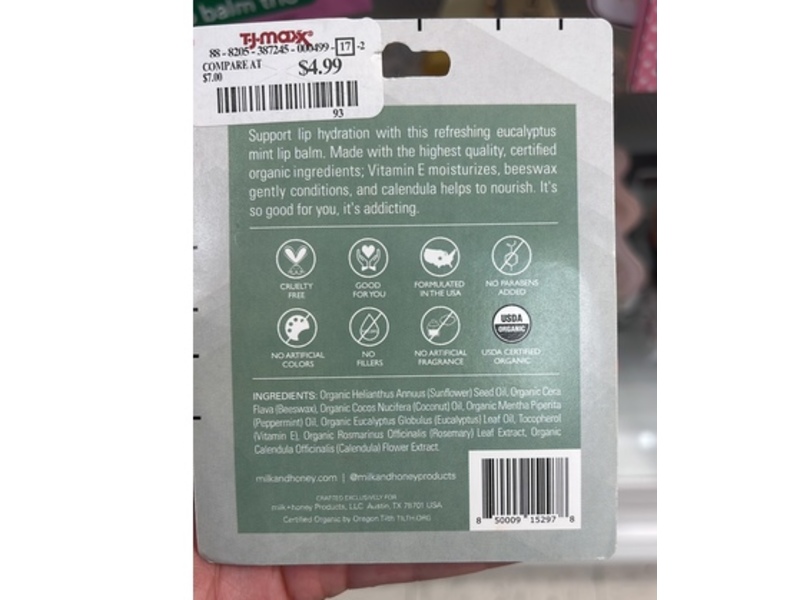 balm the
T.J.maxx®
88 - 8205 - 387245 - 000499 - 17 -2
COMPARE AT
$7.00
$4.99
93
Support lip hydration with this refreshing eucalyptus
mint lip balm. Made with the highest quality, certified
organic ingredients; Vitamin E moisturizes, beeswax
gently conditions, and calendula helps to nourish. It's
so good for you, it's addicting.
CRUELTY
FREE
GOOD
FOR YOU
FORMULATED
IN THE USA
NO PARABENS
ADDED
NO ARTIFICIAL
COLORS
NO
FILLERS
NO ARTIFICIAL
FRAGRANCE
USDA
ORGANIC
USDA CERTIFIED
ORGANIC
INGREDIENTS: Organic Helianthus Annuus (Sunflower) Seed Oil, Organic Cera
Flava (Beeswax), Organic Cocos Nucifera (Coconut) Oil, Organic Mentha Piperita
(Peppermint) Oil, Organic Eucalyptus Globulus (Eucalyptus) Leaf Oil, Tocopherol
(Vitamin E), Organic Rosmarinus Officinalis (Rosemary) Leaf Extract, Organic
Calendula Officinalis (Calendula) Flower Extract.
milkandhoney.com | @milkandhoneyproducts
CRAFTED EXCLUSIVELY FOR
milk+honey Products, LLC Austin, TX 78701 USA
Certified Organic by Oregon Tilth TILTH.ORG
8 50009 15297 8